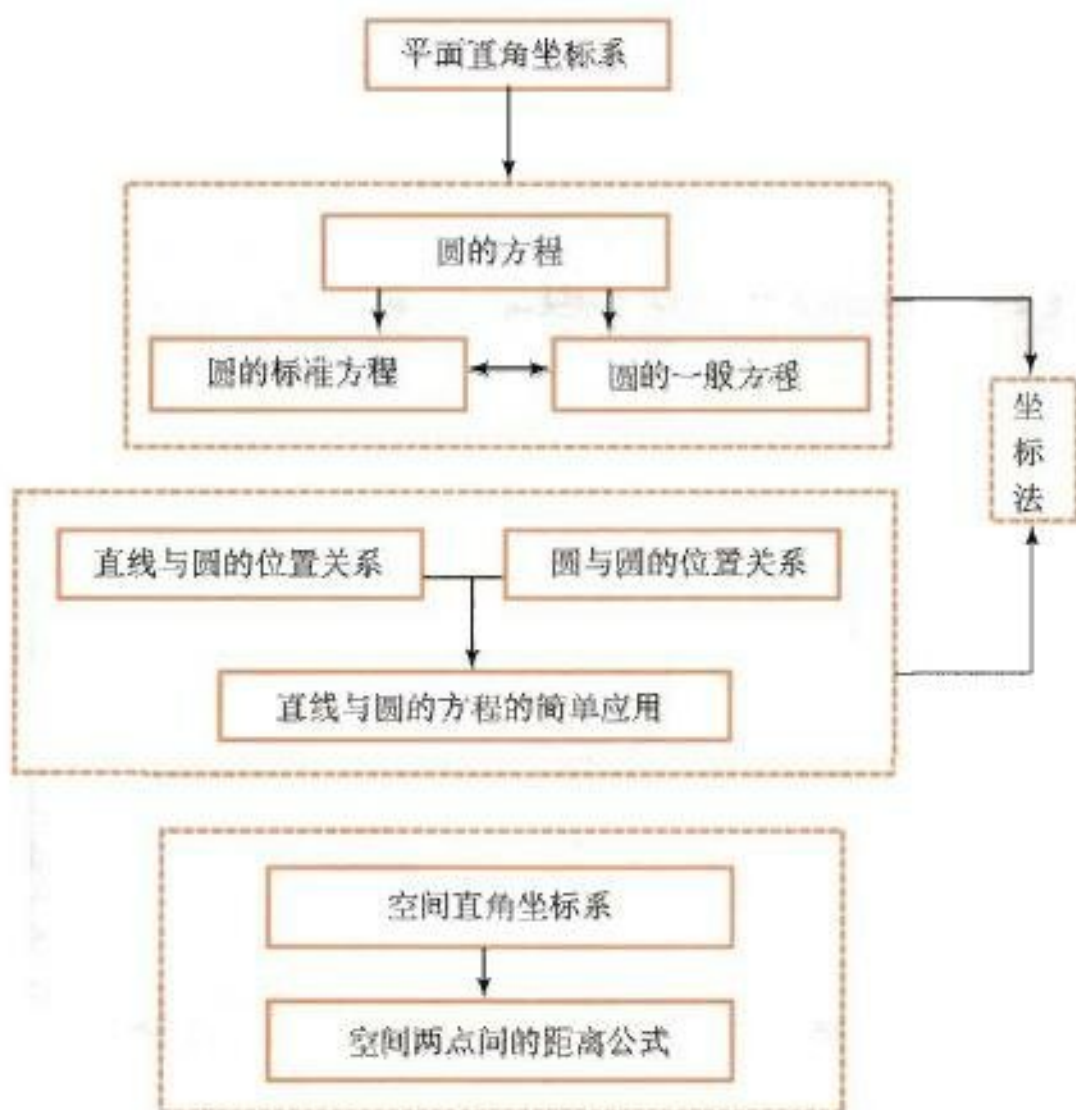 平面直角坐标系
圆的方程
圆的标准方程
圆的一般方程
坐
标
法
直线与圆的位置关系
圆与圆的位置关系
直线与圆的方程的简单应用
空间直角坐标系
空间两点间的距离公式